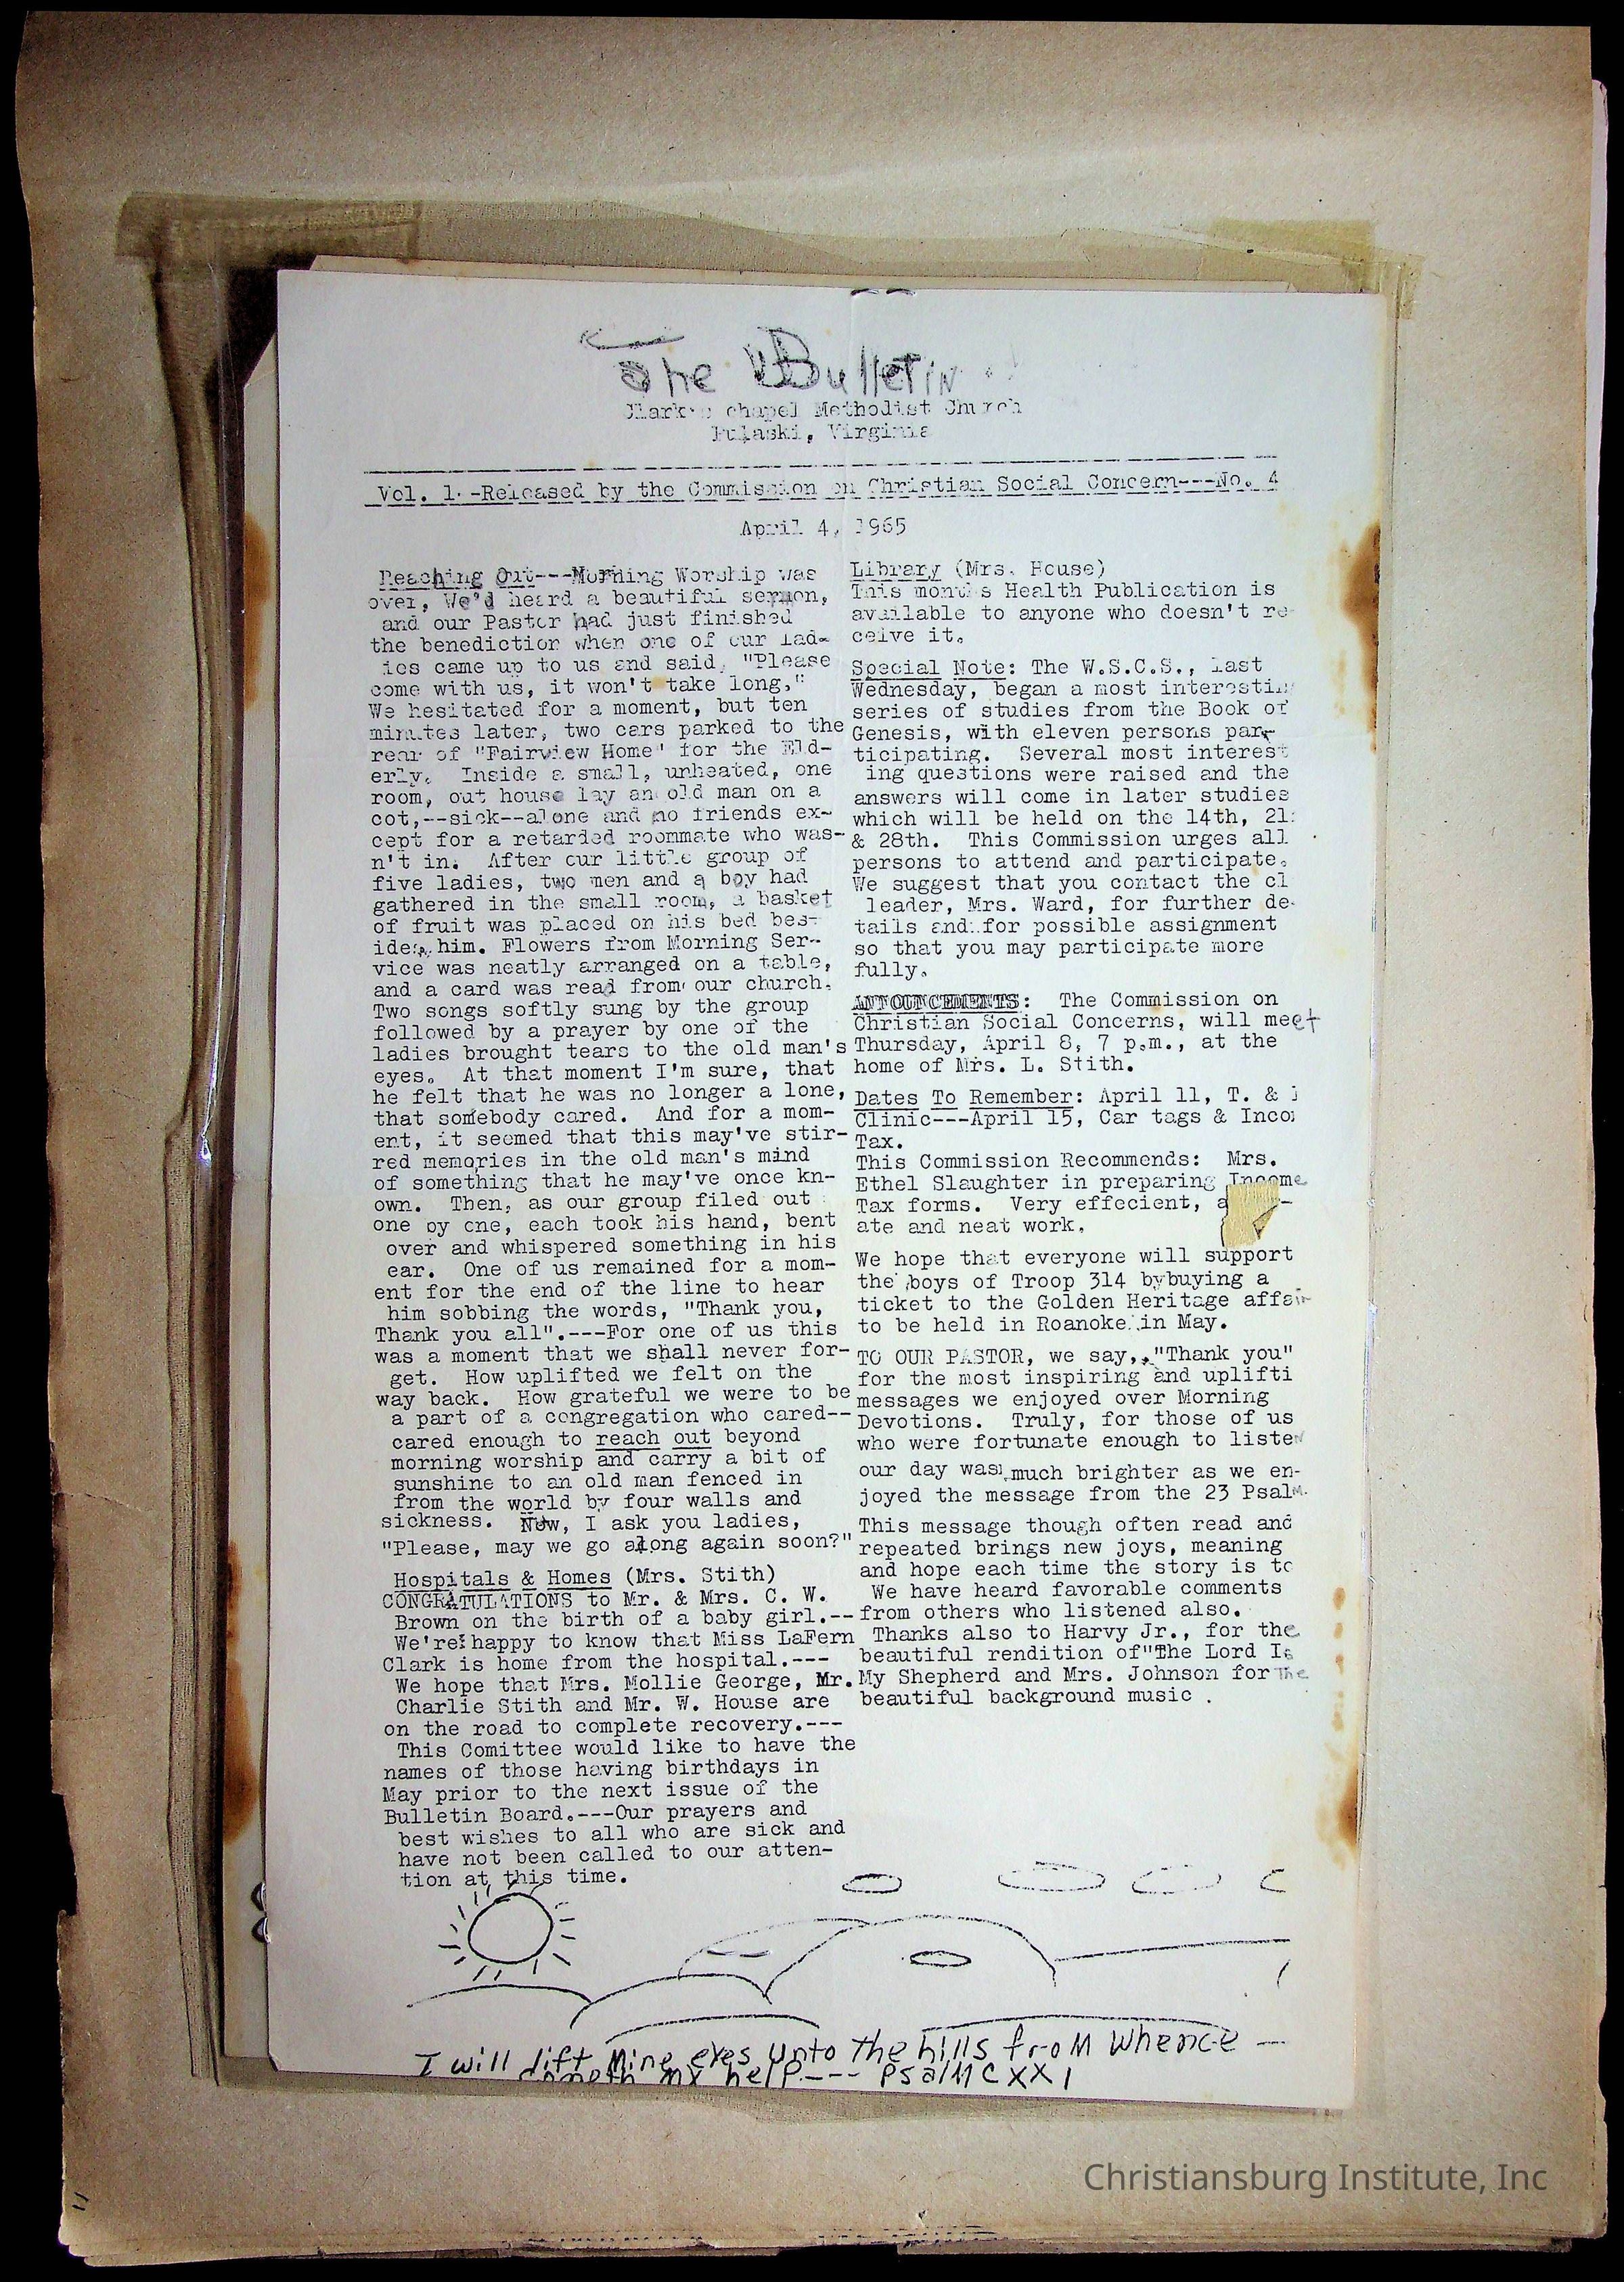 The Bulletin
Clark's Chapel Methodist Church
Pulaski, Virginia
Vol. 1--Released by the Commission on Christian Social Concern---No. 4
April 4, 1965
Reaching Out---Morning Worship was
over, We'd heard a beautiful sermon,
and our Pastor had just finished
the benediction when one of our lad-
ies came up to us and said, "Please
come with us, it won't take long,"
We hesitated for a moment, but ten
minutes later, two cars parked to the
rear of "Fairview Home" for the Eld-
erly. Inside a small, unheated, one
room, out house lay an old man on a
cot,--sick--alone and no friends ex-
cept for a retarded roommate who was-
n't in. After our little group of
five ladies, two men and a boy had
gathered in the small room, a basket
of fruit was placed on his bed bes-
ide, him. Flowers from Morning Ser-
vice was neatly arranged on a table,
and a card was read from our church.
Two songs softly sung by the group
followed by a prayer by one of the
ladies brought tears to the old man's
eyes. At that moment I'm sure, that
he felt that he was no longer a lone,
that somebody cared. And for a mom-
ent, it seemed that this may've stir-
red memories in the old man's mind
of something that he may've once kn-
own. Then, as our group filed out
one by one, each took his hand, bent
over and whispered something in his
ear. One of us remained for a mom-
ent for the end of the line to hear
him sobbing the words, "Thank you,
Thank you all".---For one of us this
was a moment that we shall never for-
get. How uplifted we felt on the
way back. How grateful we were to be
a part of a congregation who cared--
cared enough to reach out beyond
morning worship and carry a bit of
sunshine to an old man fenced in
from the world by four walls and
sickness. Now, I ask you ladies,
"Please, may we go along again soon?"
Hospitals & Homes (Mrs. Stith)
CONGRATULATIONS to Mr. & Mrs. C. W.
Brown on the birth of a baby girl.--
We're happy to know that Miss LaFern
Clark is home from the hospital.---
We hope that Mrs. Mollie George, Mr.
Charlie Stith and Mr. W. House are
on the road to complete recovery.---
This Comittee would like to have the
names of those having birthdays in
May prior to the next issue of the
Bulletin Board.---Our prayers and
best wishes to all who are sick and
have not been called to our atten-
tion at this time.
Library (Mrs. House)
This month's Health Publication is
available to anyone who doesn't re
ceive it.
Special Note: The W.S.C.S., last
Wednesday, began a most interestin
series of studies from the Book of
Genesis, with eleven persons par-
ticipating. Several most interest
ing questions were raised and the
answers will come in later studies
which will be held on the 14th, 21
& 28th. This Commission urges all
persons to attend and participate.
We suggest that you contact the cl
leader, Mrs. Ward, for further de-
tails and for possible assignment
so that you may participate more
fully.
ANNOUNCEMENTS: The Commission on
Christian Social Concerns, will meet
Thursday, April 8, 7 p.m., at the
home of Mrs. L. Stith.
Dates To Remember: April 11, T. &
Clinic---April 15, Car tags & Inco
Tax.
This Commission Recommends: Mrs.
Ethel Slaughter in preparing Income
Tax forms. Very effecient, a -
ate and neat work.
We hope that everyone will support
the boys of Troop 314 bybuying a
ticket to the Golden Heritage affair
to be held in Roanoke in May.
TO OUR PASTOR, we say, "Thank you"
for the most inspiring and uplifti
messages we enjoyed over Morning
Devotions. Truly, for those of us
who were fortunate enough to listen
our day was much brighter as we en-
joyed the message from the 23 Psalm.
This message though often read and
repeated brings new joys, meaning
and hope each time the story is to
We have heard favorable comments
from others who listened also.
Thanks also to Harvy Jr., for the
beautiful rendition of "The Lord Is
My Shepherd and Mrs. Johnson for the
beautiful background music .
I will lift Mine eyes Unto the hills froM Whence —
cometh my help.--- PsalM CXXI
Christiansburg Institute, Inc